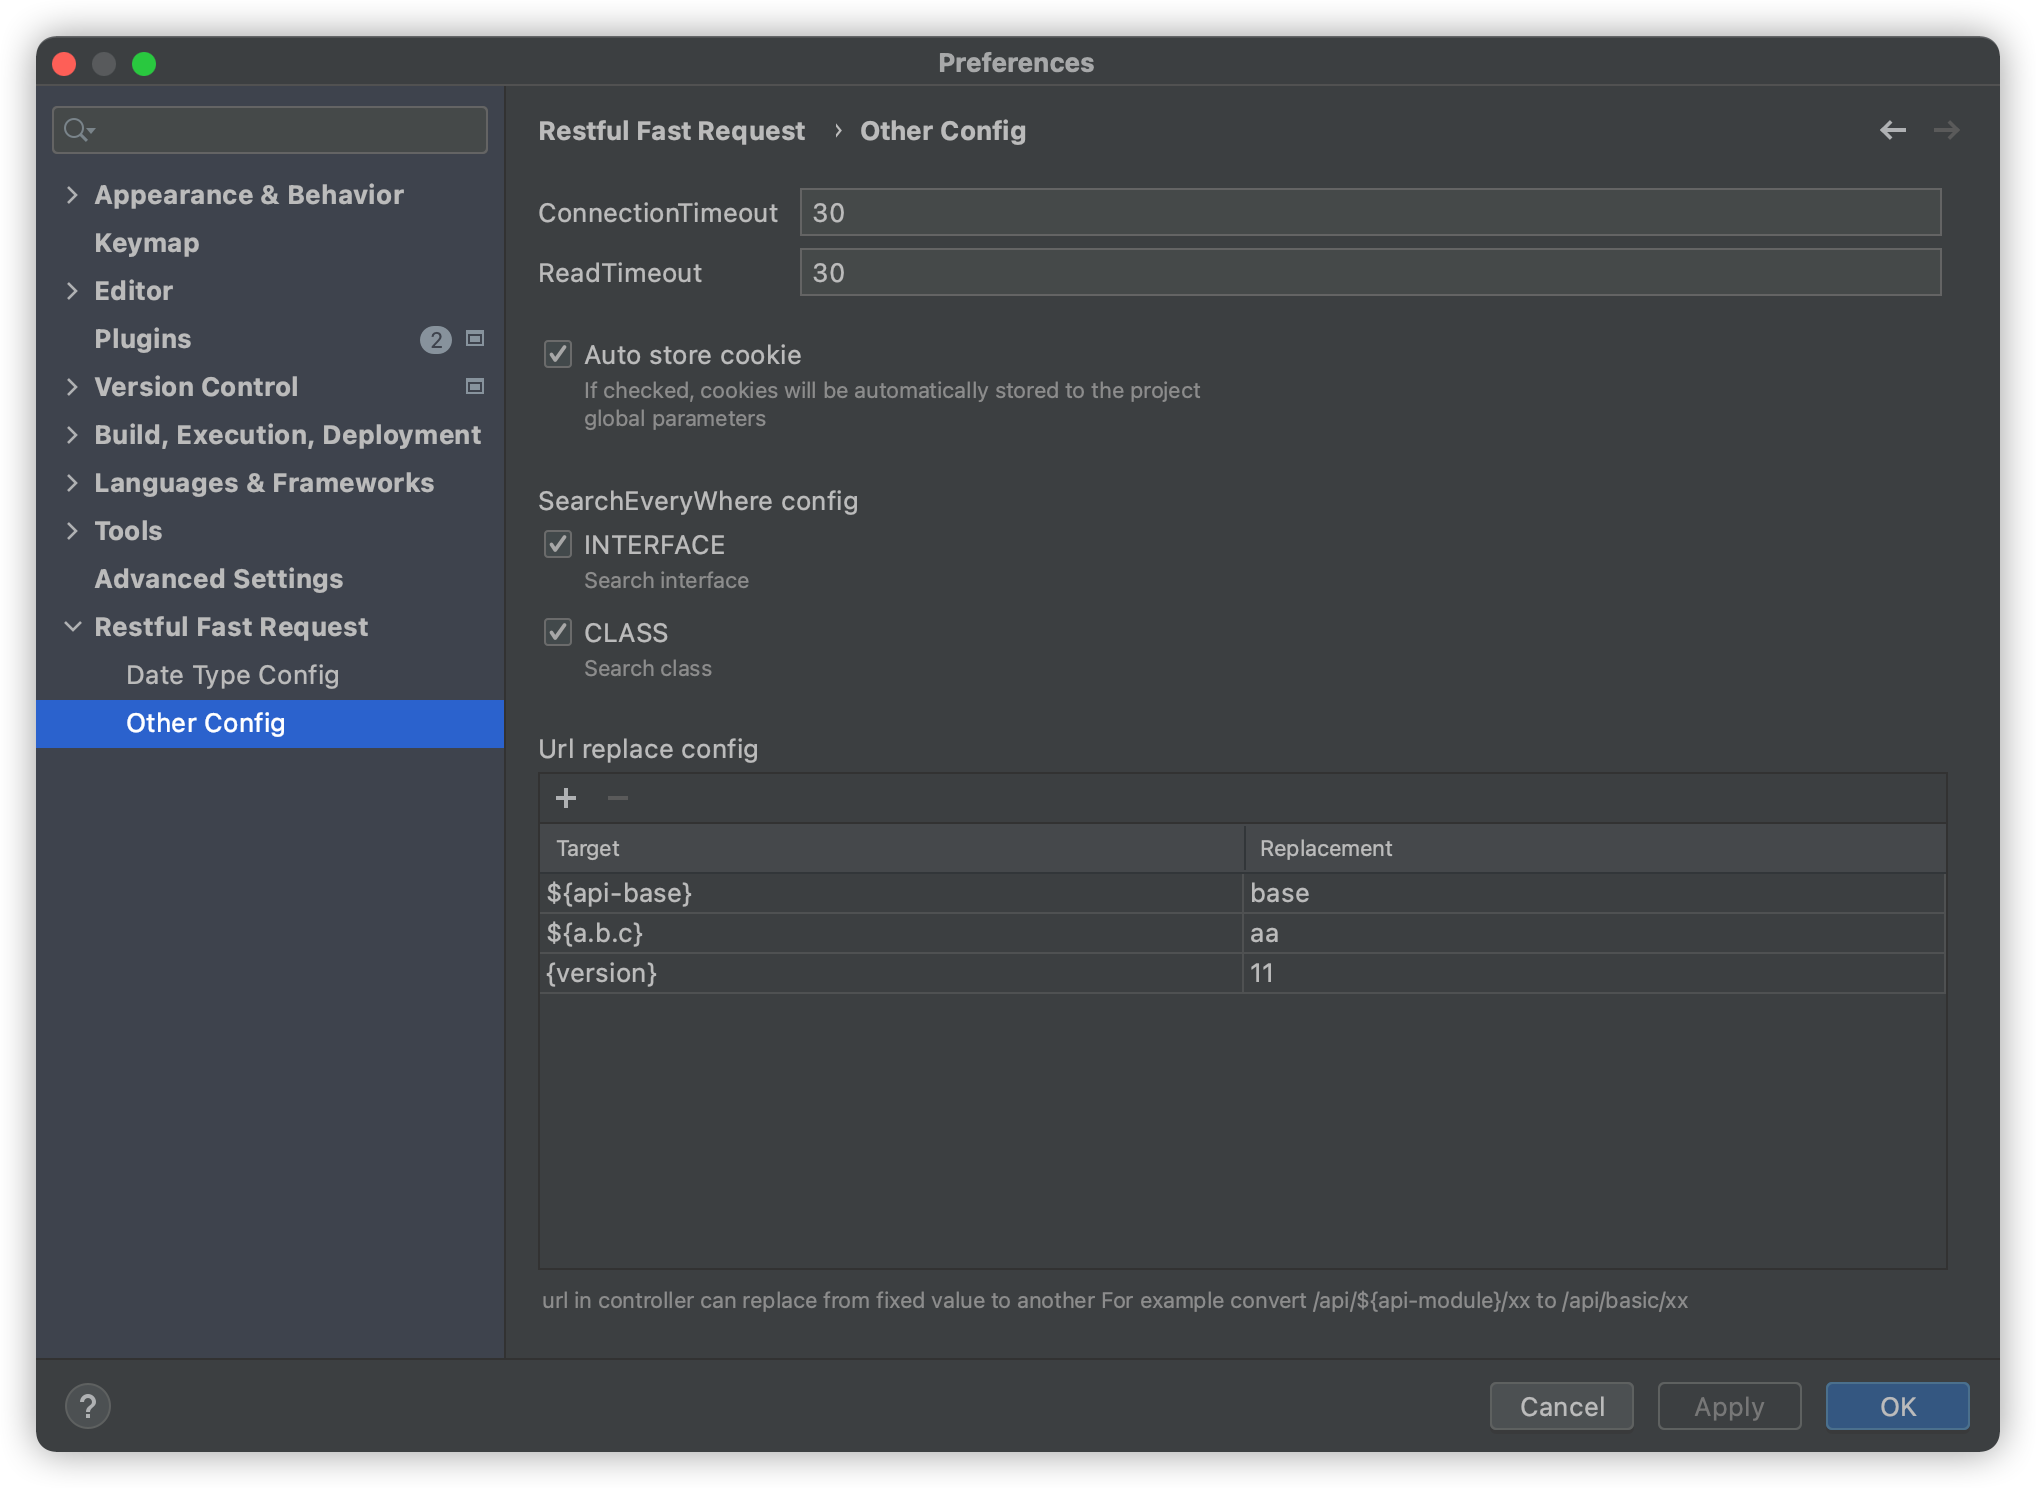 Preferences
Appearance & Behavior
Keymap
Editor
Plugins 2
Version Control
Build, Execution, Deployment
Languages & Frameworks
Tools
Advanced Settings
Restful Fast Request
Date Type Config
Other Config
Restful Fast Request › Other Config
ConnectionTimeout 30
ReadTimeout 30
Auto store cookie
If checked, cookies will be automatically stored to the project
global parameters
SearchEveryWhere config
INTERFACE
Search interface
CLASS
Search class
Url replace config
Target Replacement
${api-base} base
${a.b.c} aa
{version} 11
url in controller can replace from fixed value to another For example convert /api/${api-module}/xx to /api/basic/xx
? Cancel Apply OK